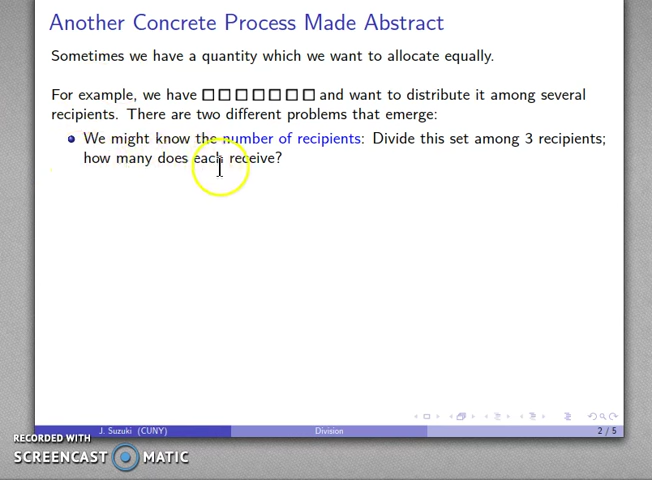 Another Concrete Process Made Abstract
Sometimes we have a quantity which we want to allocate equally.
For example, we have □□□□□□□ and want to distribute it among several
recipients. There are two different problems that emerge:
We might know the number of recipients: Divide this set among 3 recipients;
how many does each receive?
J. Suzuki (CUNY)
Division
2 / 5
RECORDED WITH
SCREENCAST MATIC